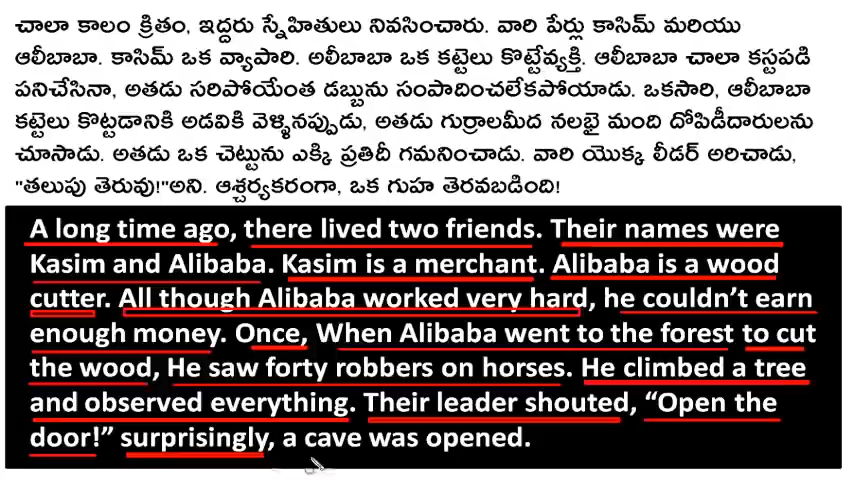 చాలా కాలం క్రితం, ఇద్దరు స్నేహితులు నివసించారు. వారి పేర్లు కాసిమ్ మరియు
ఆలీబాబా. కాసిమ్ ఒక వ్యాపారి. అలీబాబా ఒక కట్టెలు కొట్టేవ్యక్తి. ఆలీబాబా చాలా కస్టపడి
పనిచేసినా, అతడు సరిపోయేంత డబ్బును సంపాదించలేకపోయాడు. ఒకసారి, ఆలీబాబా
కట్టెలు కొట్టడానికి అడవికి వెళ్ళినప్పుడు, అతడు గుర్రాలమీద నలభై మంది దోపిడీదారులను
చూసాడు. అతడు ఒక చెట్టును ఎక్కి ప్రతిదీ గమనించాడు. వారి యొక్క లీడర్ అరిచాడు,
"తలుపు తెరువు!"అని. ఆశ్చర్యకరంగా, ఒక గుహ తెరవబడింది!
A long time ago, there lived two friends. Their names were
Kasim and Alibaba. Kasim is a merchant. Alibaba is a wood
cutter. All though Alibaba worked very hard, he couldn't earn
enough money. Once, When Alibaba went to the forest to cut
the wood, He saw forty robbers on horses. He climbed a tree
and observed everything. Their leader shouted, “Open the
door!” surprisingly, a cave was opened.